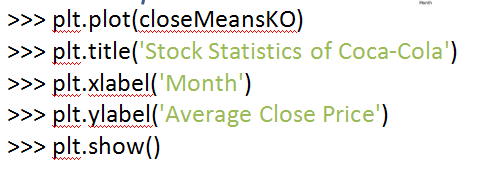 Month
>>> plt.plot(closeMeansKO)
>>> plt.title('Stock Statistics of Coca-Cola')
>>> plt.xlabel('Month')
>>> plt.ylabel('Average Close Price')
>>> plt.show()